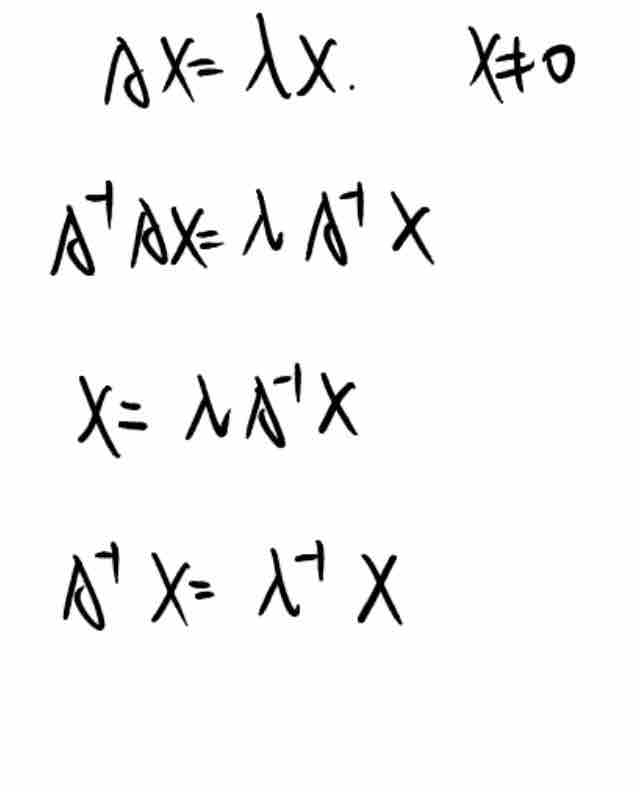 AX = λX.    X≠0
A⁻¹AX = λA⁻¹X
X = λA⁻¹X
A⁻¹X = λ⁻¹X